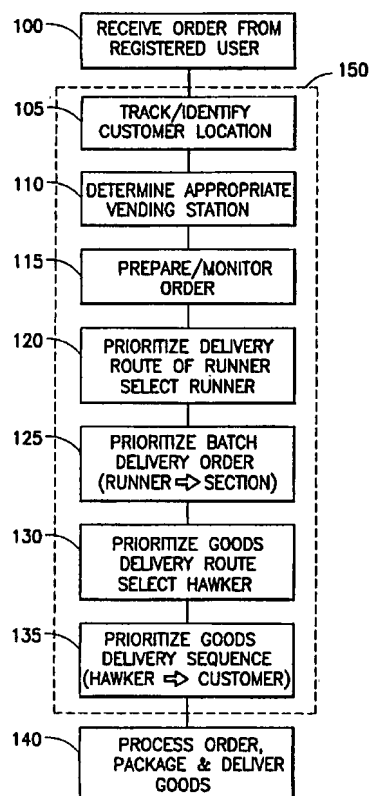 100
RECEIVE ORDER FROM
REGISTERED USER
150
105
TRACK/IDENTIFY
CUSTOMER LOCATION
110
DETERMINE APPROPRIATE
VENDING STATION
115
PREPARE/MONITOR
ORDER
120
PRIORITIZE DELIVERY
ROUTE OF RUNNER
SELECT RUNNER
125
PRIORITIZE BATCH
DELIVERY ORDER
(RUNNER ⇨ SECTION)
130
PRIORITIZE GOODS
DELIVERY ROUTE
SELECT HAWKER
135
PRIORITIZE GOODS
DELIVERY SEQUENCE
(HAWKER ⇨ CUSTOMER)
140
PROCESS ORDER,
PACKAGE & DELIVER
GOODS